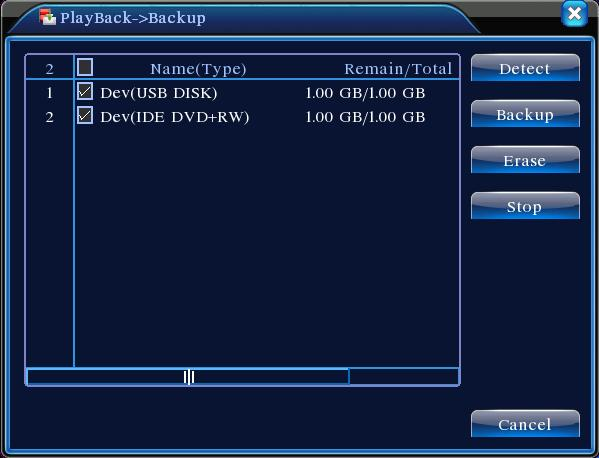 PlayBack->Backup
2 Name(Type) Remain/Total
1 Dev(USB DISK) 1.00 GB/1.00 GB
2 Dev(IDE DVD+RW) 1.00 GB/1.00 GB
Detect
Backup
Erase
Stop
Cancel